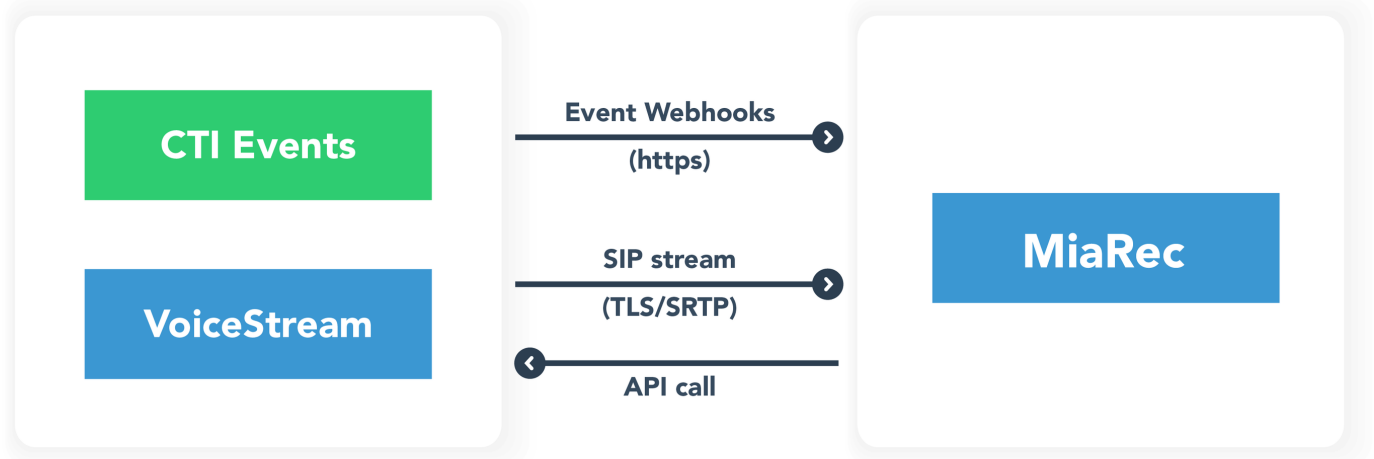 CTI Events
VoiceStream
Event Webhooks
(https)
SIP stream
(TLS/SRTP)
API call
MiaRec